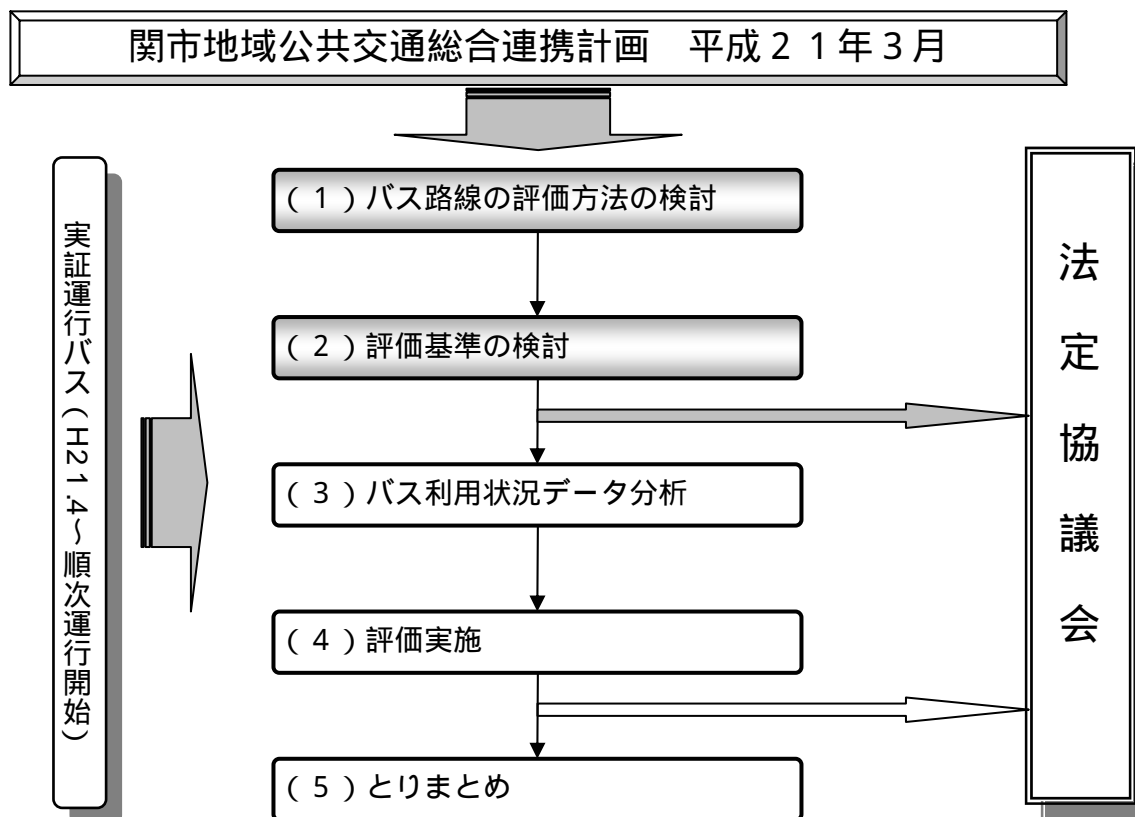 関市地域公共交通総合連携計画　平成２１年３月
実証運行バス（H21.4～順次運行開始）
（１）バス路線の評価方法の検討
（２）評価基準の検討
（３）バス利用状況データ分析
（４）評価実施
（５）とりまとめ
法定協議会